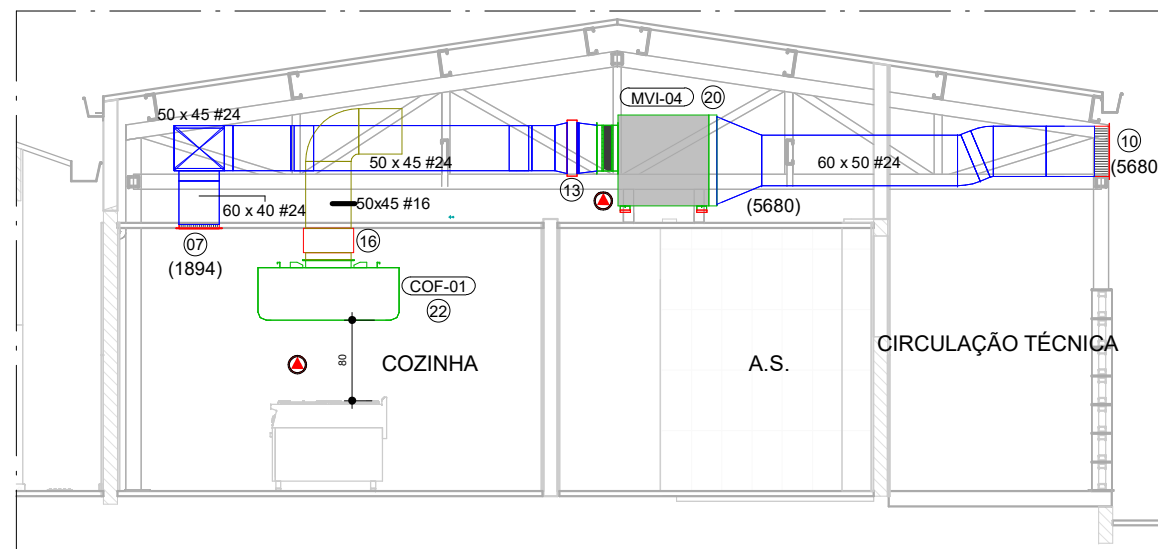 MVI-04
20
50 x 45 #24
50 x 45 #24
60 x 50 #24
10
(5680
13
60 x 40 #24
50x45 #16
(5680)
07
16
(1894)
COF-01
22
80
COZINHA
A.S.
CIRCULAÇÃO TÉCNICA